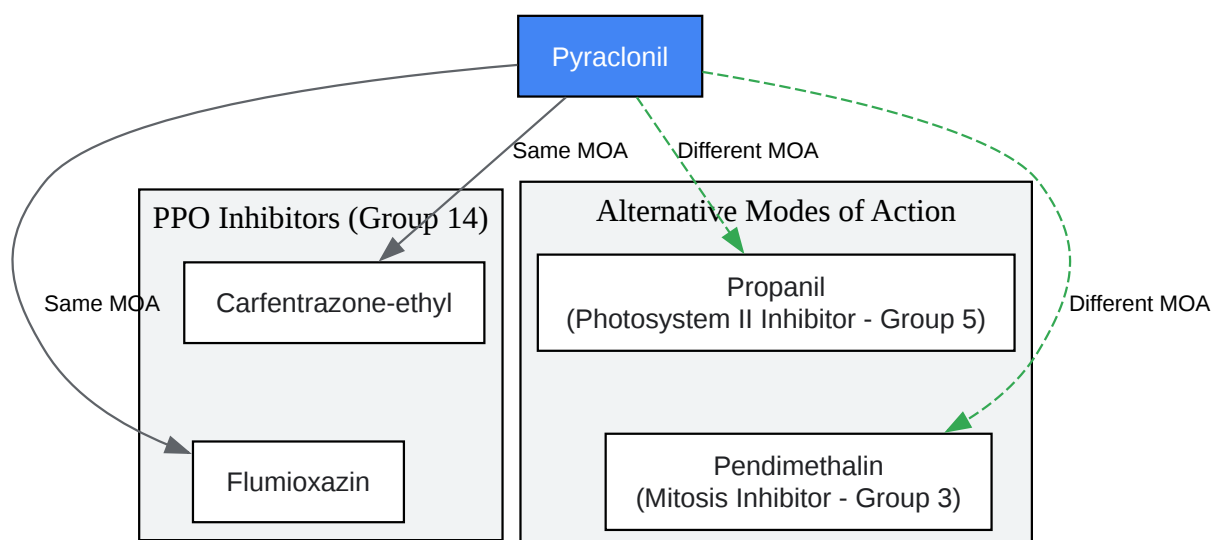 Pyraclonil
Same MOA
Different MOA
PPO Inhibitors (Group 14)
Alternative Modes of Action
Carfentrazone-ethyl
Propanil
(Photosystem II Inhibitor - Group 5)
Same MOA
Different MOA
Flumioxazin
Pendimethalin
(Mitosis Inhibitor - Group 3)